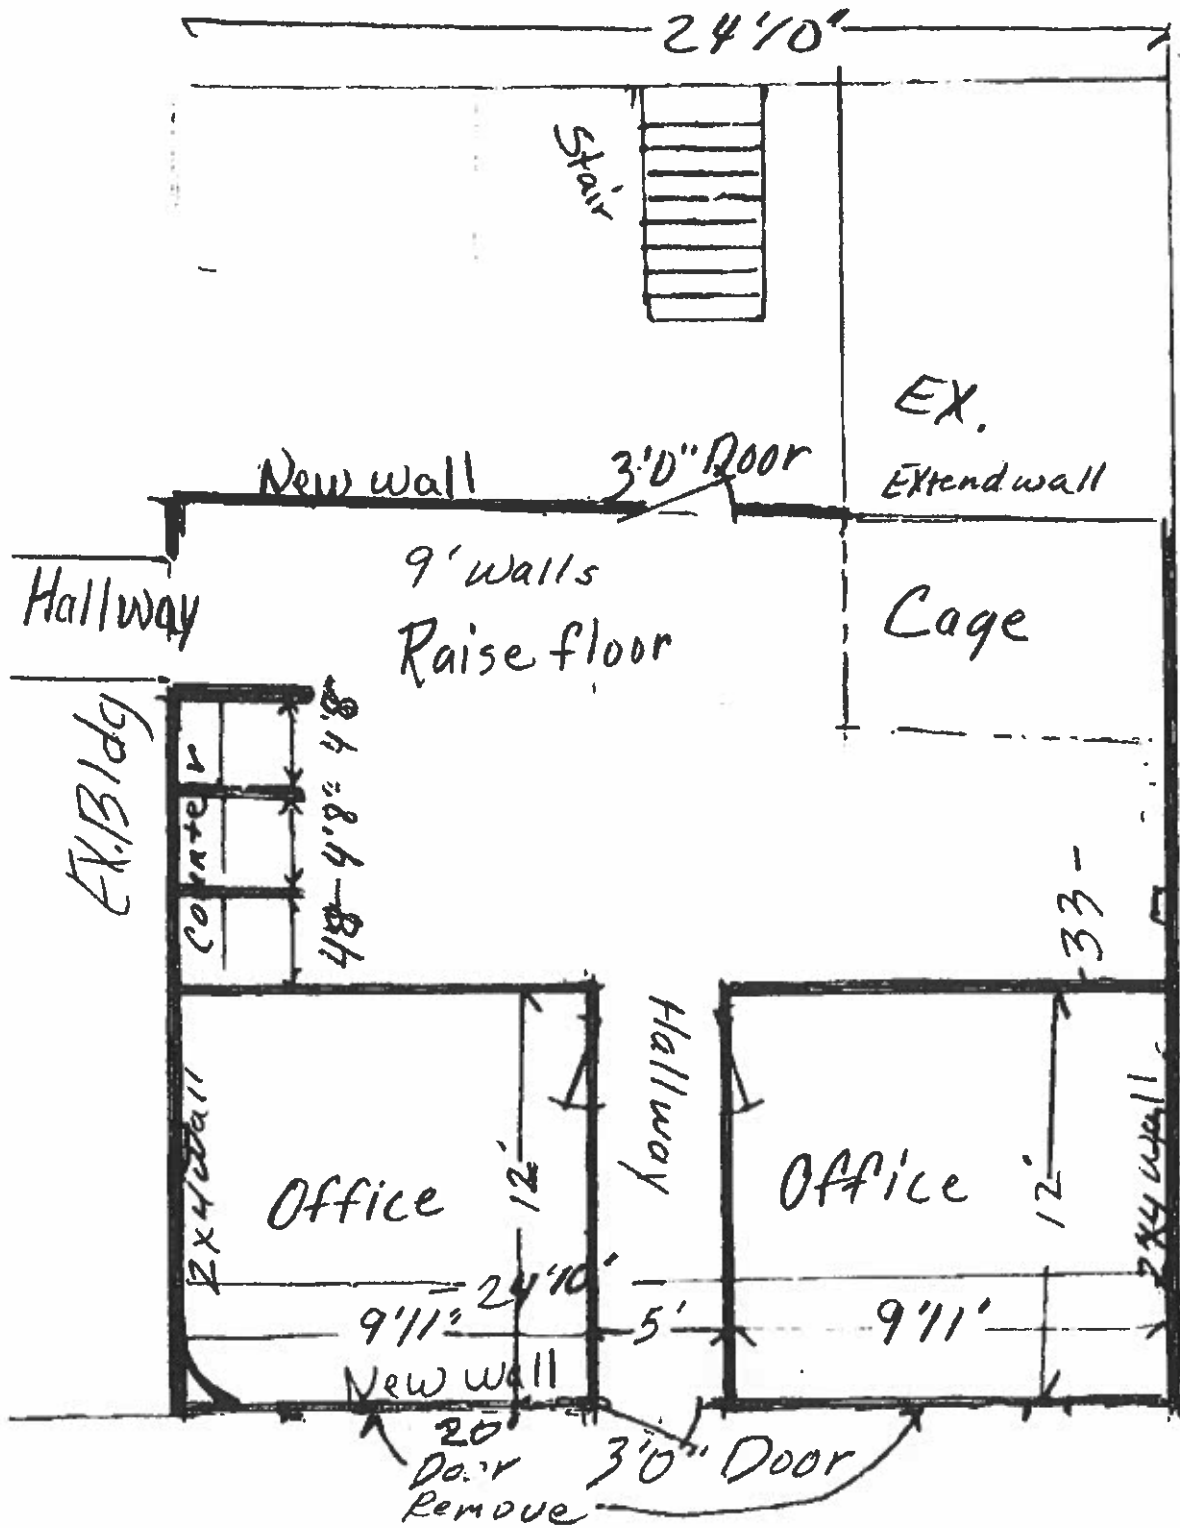 24'10"
Stair
EX.
New wall
3'0" Door
Extend wall
9' walls
Hallway
Raise floor
Cage
EX. Bldg
Counter
4'8"
4'8"
4'8
33-
Hallway
2x4 Wall
Office
12'
Office
12'
2x4 wall
24'10"
9'11"
5'
9'11'
New wall
20'
Door
Remove
3'0" Door